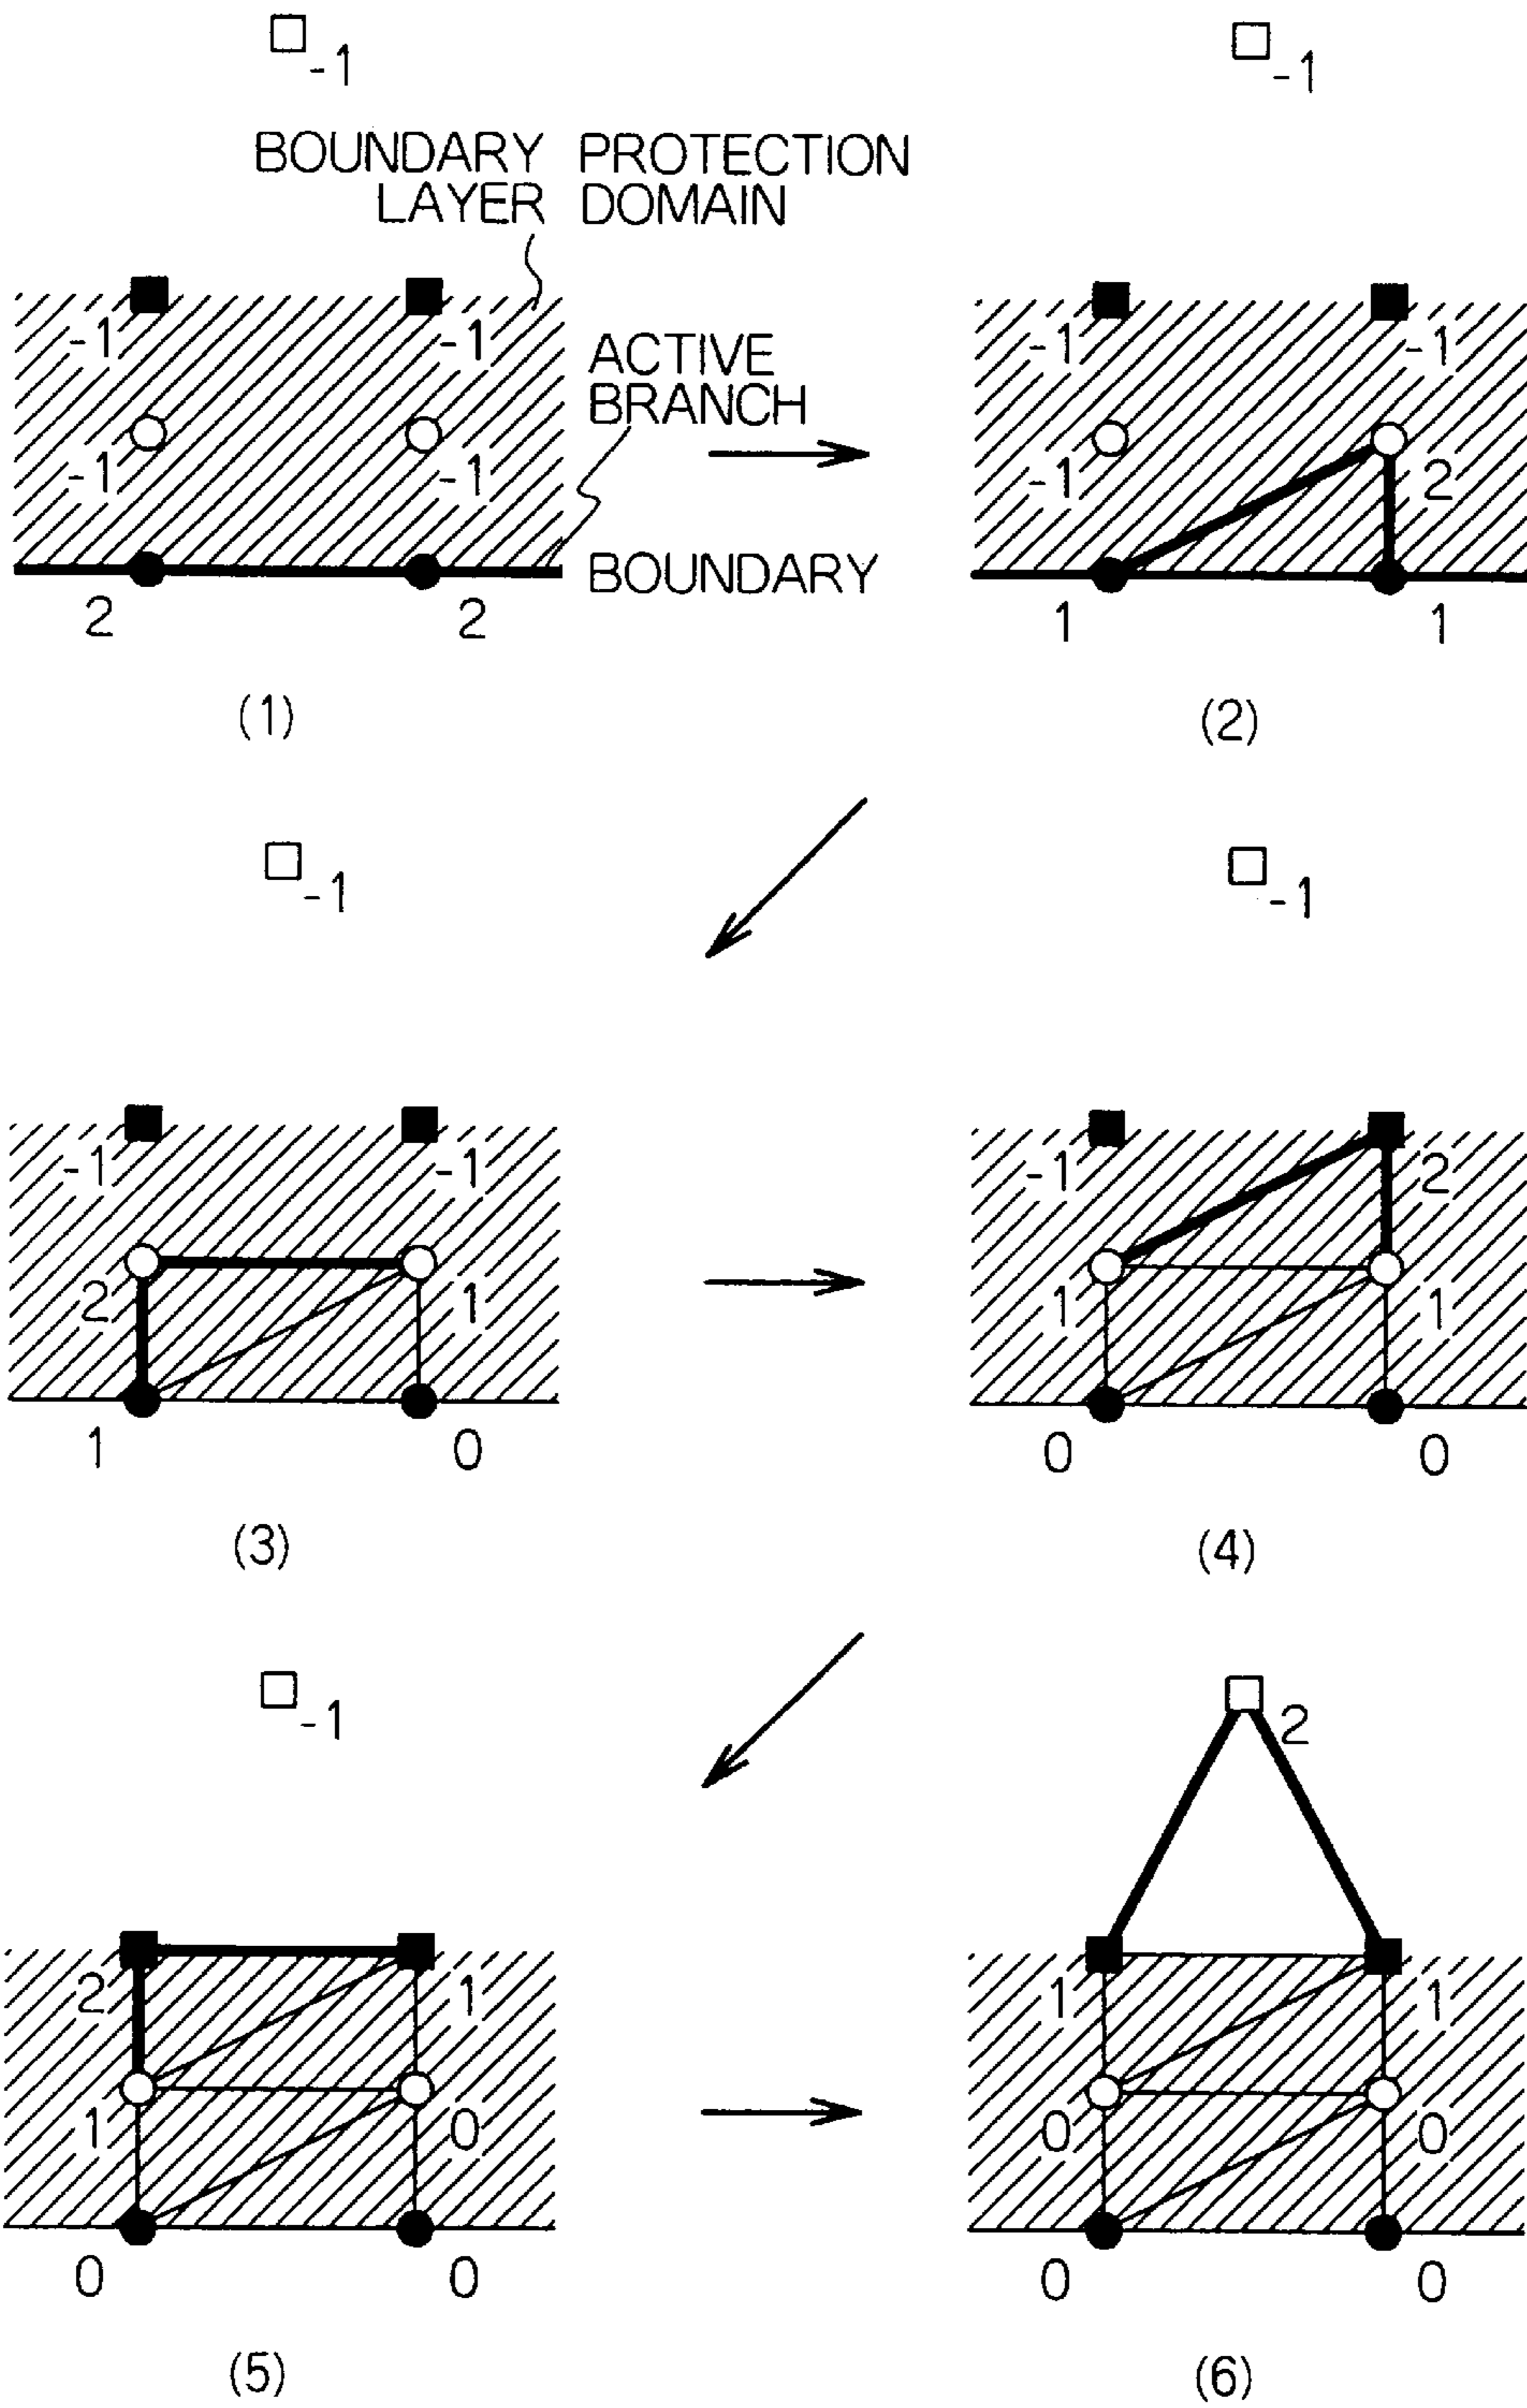 -1 -1
BOUNDARY PROTECTION
LAYER DOMAIN
-1 -1 ACTIVE -1 -1
BRANCH
-1 -1 -1 2
BOUNDARY
2 2 1 1
(1) (2)
-1 -1
-1 -1 -1 2
2 1 1 1
1 0 0 0
(3) (4)
-1 2
2 1 1 1
1 0 0 0
0 0 0 0
(5) (6)